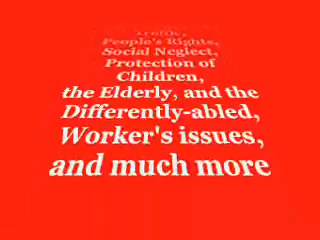 People's Rights,
Social Neglect,
Protection of
Children,
the Elderly, and the
Differently-abled,
Worker's issues,
and much more